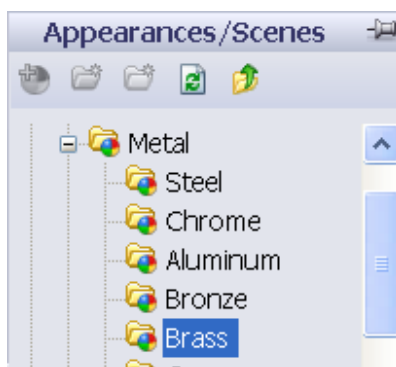 Appearances/Scenes
Metal
Steel
Chrome
Aluminum
Bronze
Brass